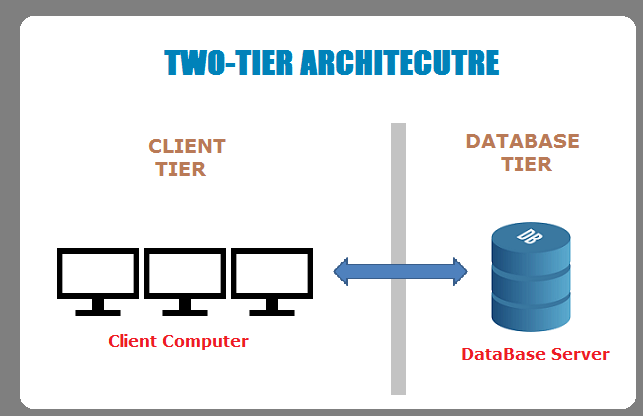 TWO-TIER ARCHITECUTRE
CLIENT
TIER
DATABASE
TIER
DB
Client Computer
DataBase Server